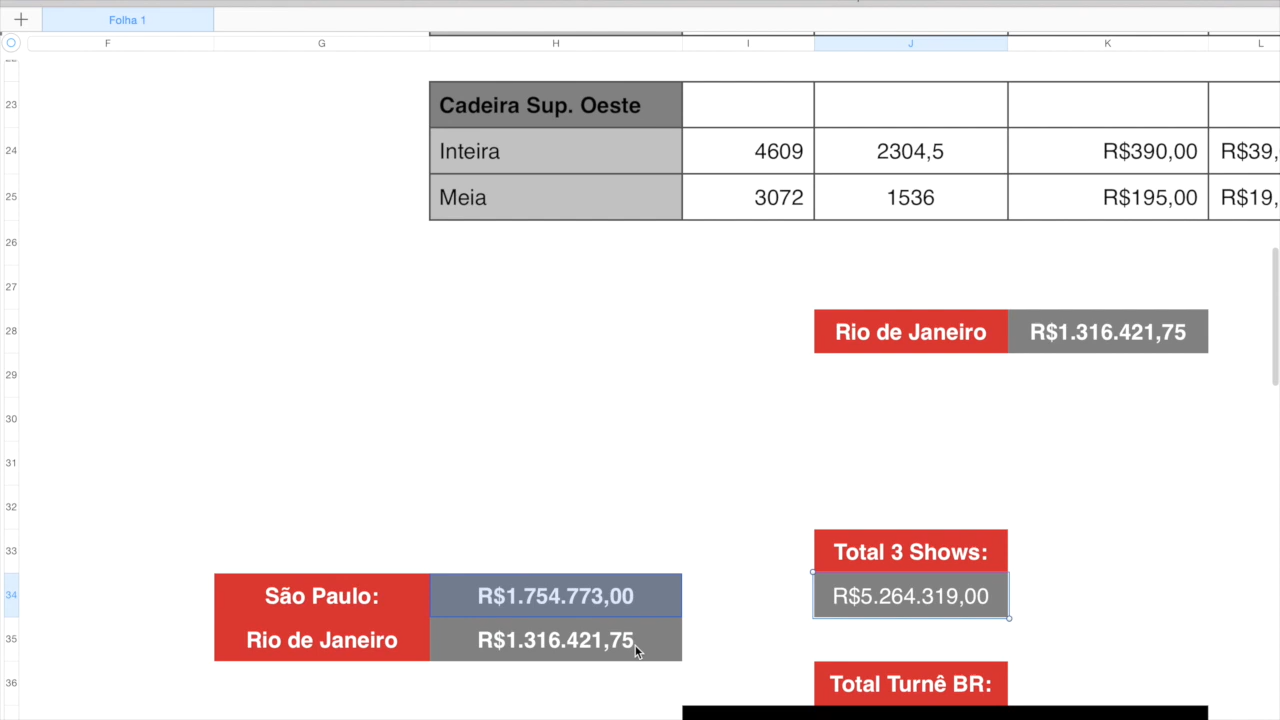 Folha 1
F G H I J K L
23 Cadeira Sup. Oeste
24 Inteira 4609 2304,5 R$390,00 R$39,
25 Meia 3072 1536 R$195,00 R$19,
26
27
28 Rio de Janeiro R$1.316.421,75
29
30
31
32
33 Total 3 Shows:
34 São Paulo: R$1.754.773,00 R$5.264.319,00
35 Rio de Janeiro R$1.316.421,75
36 Total Turnê BR: